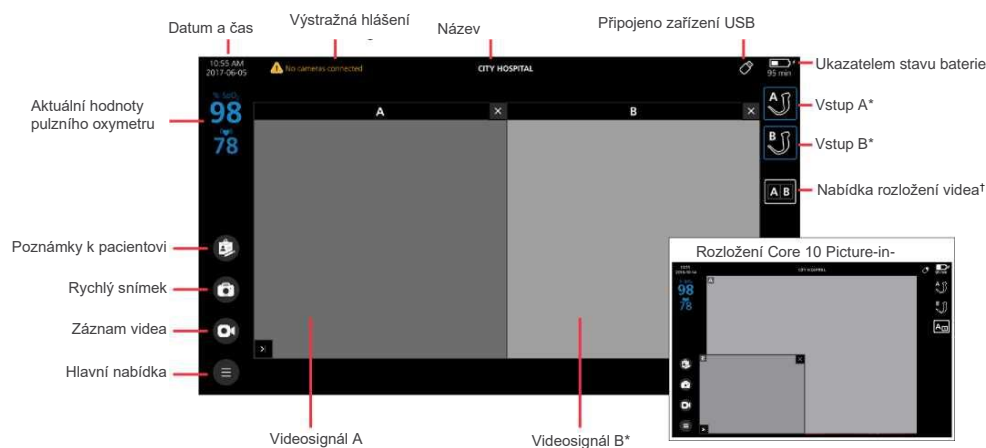 Datum a čas
Výstražná hlášení
Název
Připojeno zařízení USB
10:55 AM
2017-06-05
No cameras connected
CITY HOSPITAL
95 min
Ukazatelem stavu baterie
Aktuální hodnoty
pulzního oxymetru
% SpO₂
98
78
A
B
A
Vstup A*
B
Vstup B*
A B
Nabídka rozložení videa†
Poznámky k pacientovi
Rychlý snímek
Záznam videa
Hlavní nabídka
Rozložení Core 10 Picture-in-
CITY HOSPITAL
98
78
A
A
B
A
Videosignál A
Videosignál B*